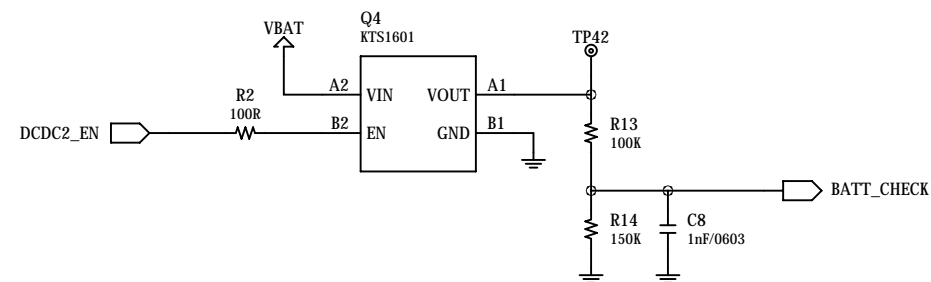 VBAT
Q4
KTS1601
TP42
A2
VIN
VOUT
A1
R2
100R
DCDC2_EN
B2
EN
GND
B1
R13
100K
BATT_CHECK
R14
150K
C8
1nF/0603